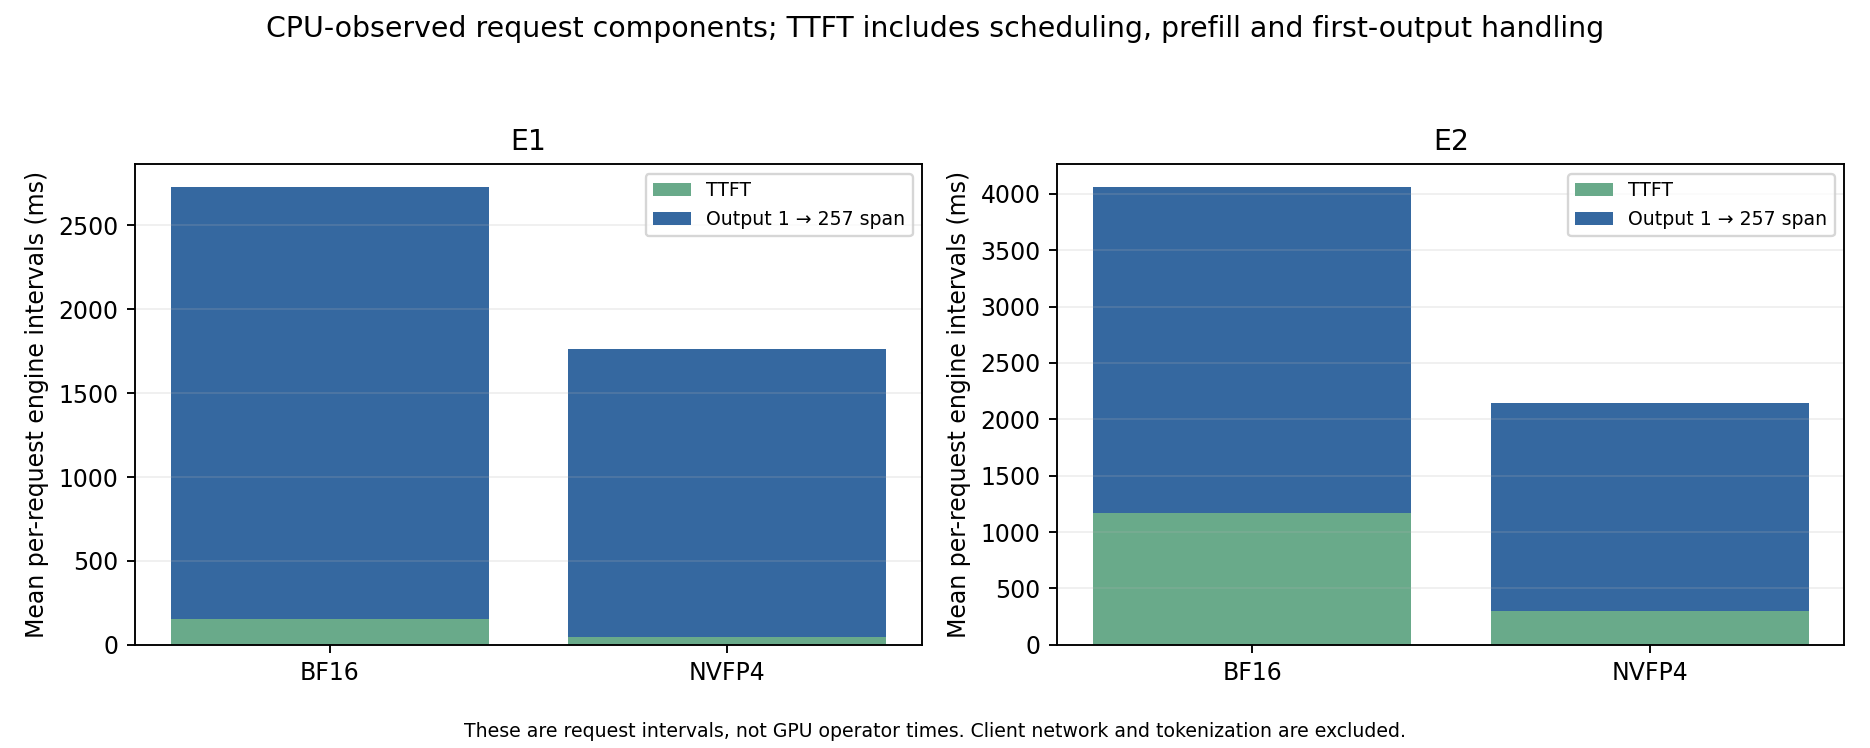 CPU-observed request components; TTFT includes scheduling, prefill and first-output handling
E1
Mean per-request engine intervals (ms)
2500
2000
1500
1000
500
0
TTFT
Output 1 → 257 span
BF16
NVFP4
E2
Mean per-request engine intervals (ms)
4000
3500
3000
2500
2000
1500
1000
500
0
TTFT
Output 1 → 257 span
BF16
NVFP4
These are request intervals, not GPU operator times. Client network and tokenization are excluded.